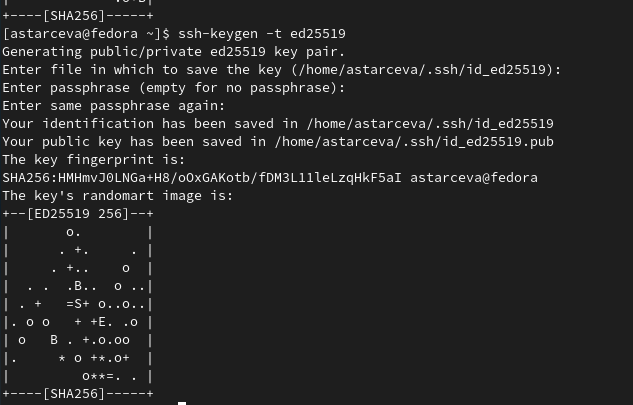 +----[SHA256]-----+
[astarceva@fedora ~]$ ssh-keygen -t ed25519
Generating public/private ed25519 key pair.
Enter file in which to save the key (/home/astarceva/.ssh/id_ed25519):
Enter passphrase (empty for no passphrase):
Enter same passphrase again:
Your identification has been saved in /home/astarceva/.ssh/id_ed25519
Your public key has been saved in /home/astarceva/.ssh/id_ed25519.pub
The key fingerprint is:
SHA256:HMHmvJ0LNGa+H8/oOxGAKotb/fDM3L11leLzqHkF5aI astarceva@fedora
The key's randomart image is:
+--[ED25519 256]--+
|       o.        |
|      . +.     . |
|     . +..    o  |
|  . .  .B..  o ..|
| . +   =S+ o..o..|
|. o o   + +E. .o |
| o   B . +.o.oo  |
|.     * o +*.o+  |
|         o**=. . |
+----[SHA256]-----+